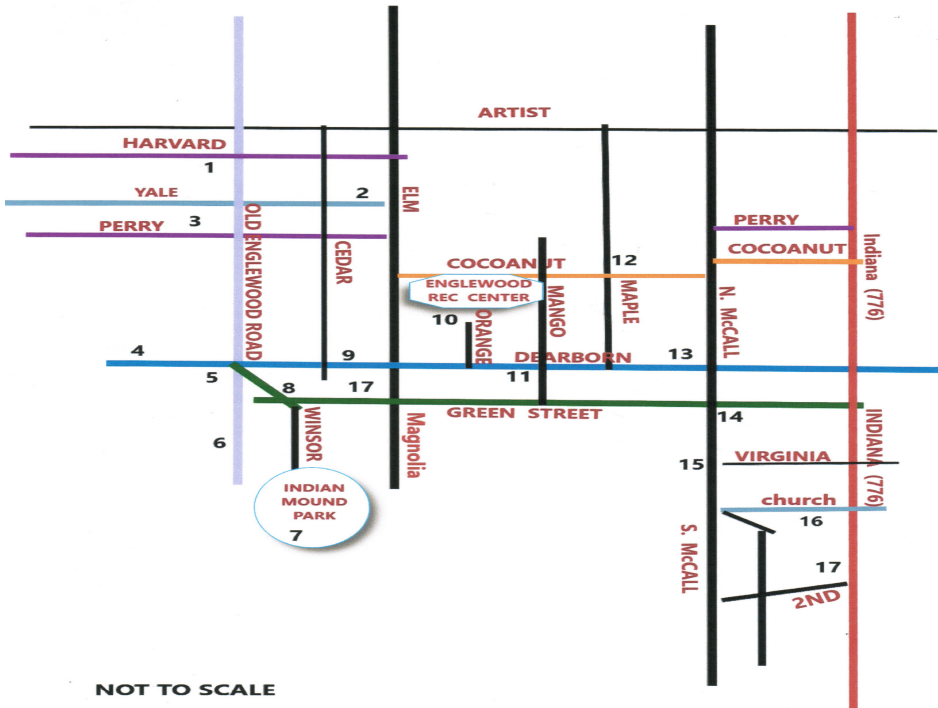 ARTIST
HARVARD
1
YALE
2
ELM
PERRY
3
OLD ENGLEWOOD ROAD
CEDAR
PERRY
COCOANUT
Indiana (776)
COCOANUT
12
ENGLEWOOD
REC CENTER
MANGO
MAPLE
N. McCALL
10
ORANGE
4
9
DEARBORN
13
5
11
8
17
GREEN STREET
14
WINSOR
Magnolia
INDIANA (776)
6
15
VIRGINIA
INDIAN
MOUND
PARK
7
church
16
S. McCALL
17
2ND
NOT TO SCALE